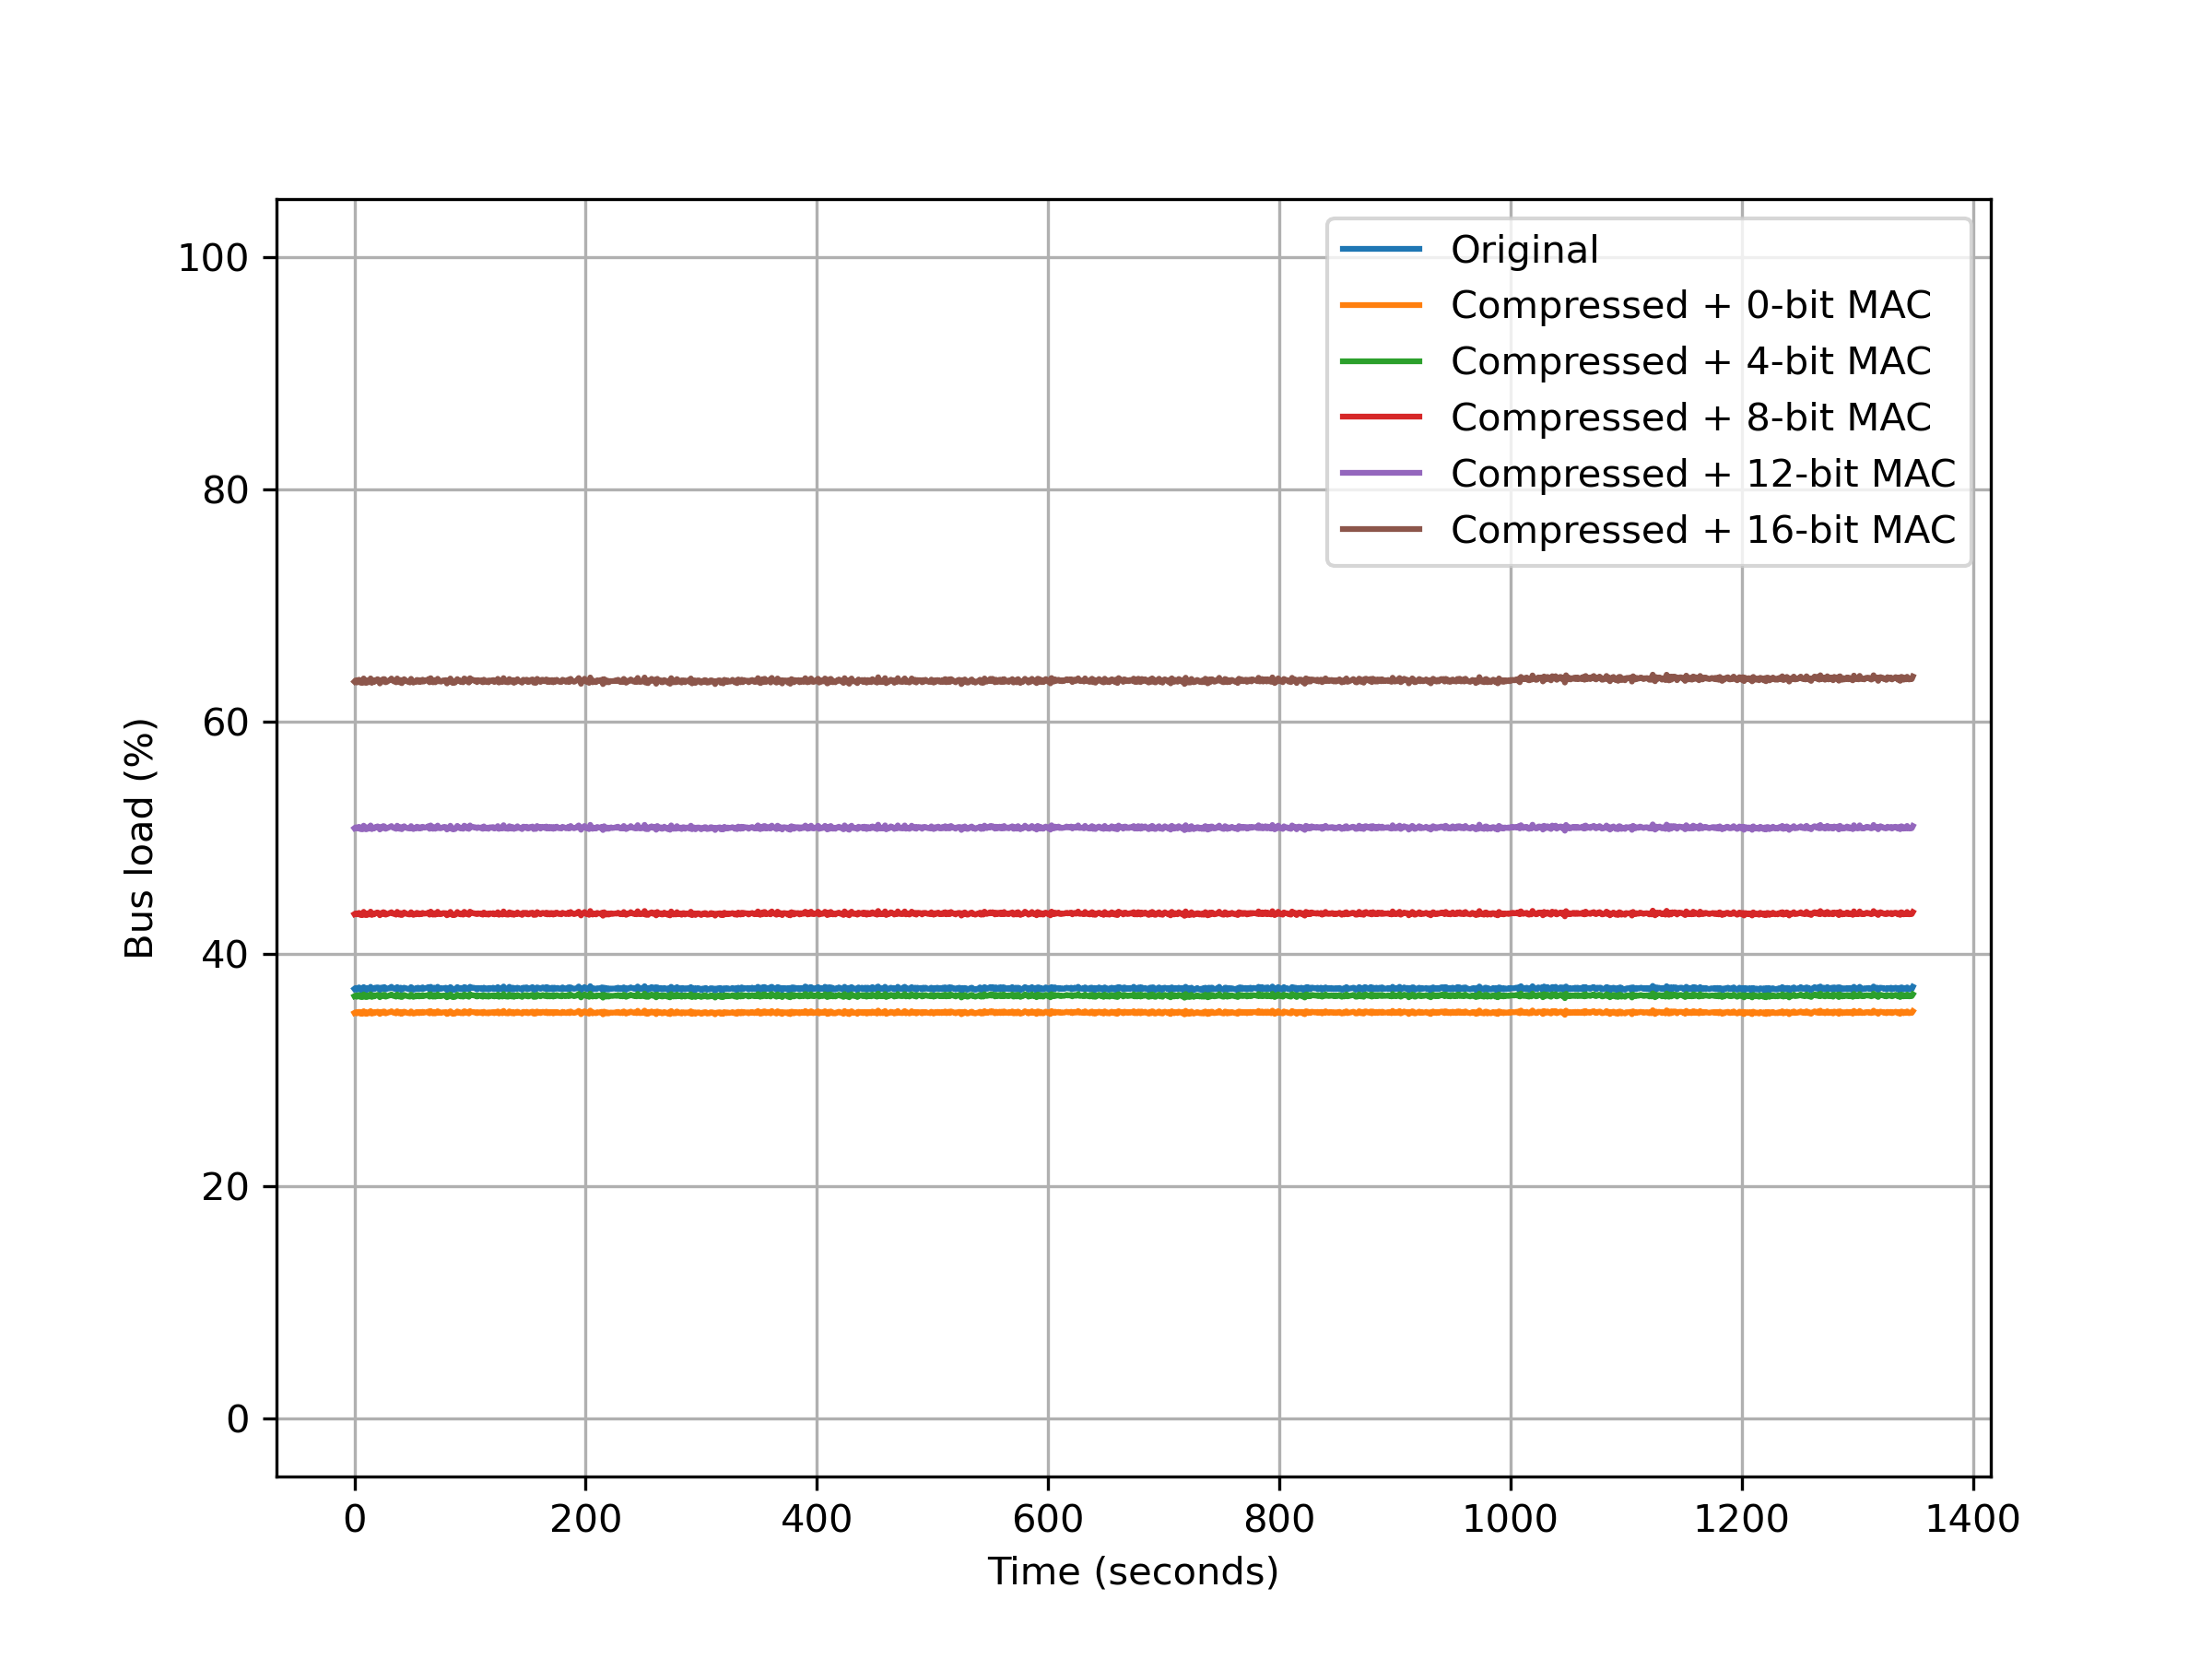 100
80
60
40
20
0
Bus load (%)
Original
Compressed + 0-bit MAC
Compressed + 4-bit MAC
Compressed + 8-bit MAC
Compressed + 12-bit MAC
Compressed + 16-bit MAC
0 200 400 600 800 1000 1200 1400
Time (seconds)